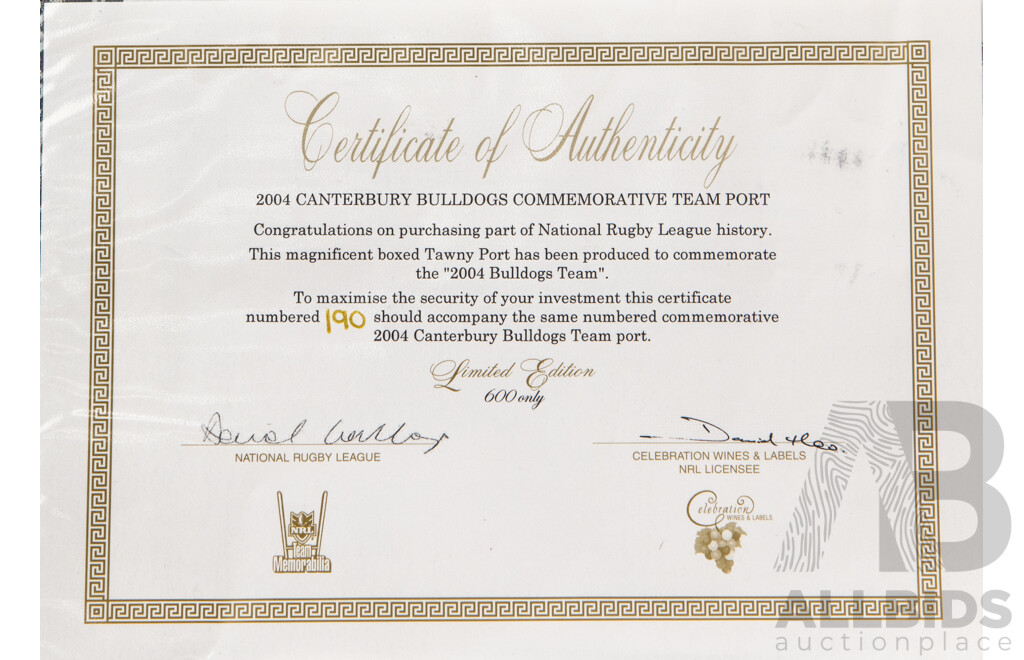 Certificate of Authenticity
2004 CANTERBURY BULLDOGS COMMEMORATIVE TEAM PORT
Congratulations on purchasing part of National Rugby League history.
This magnificent boxed Tawny Port has been produced to commemorate
the "2004 Bulldogs Team".
To maximise the security of your investment this certificate
numbered 190 should accompany the same numbered commemorative
2004 Canterbury Bulldogs Team port.
Limited Edition
600 only
NATIONAL RUGBY LEAGUE
David
CELEBRATION WINES & LABELS
NRL LICENSEE
NRL
Team
Memorabilia
Celebration
WINES & LABELS
AB
ALLBIDS
auctionplace